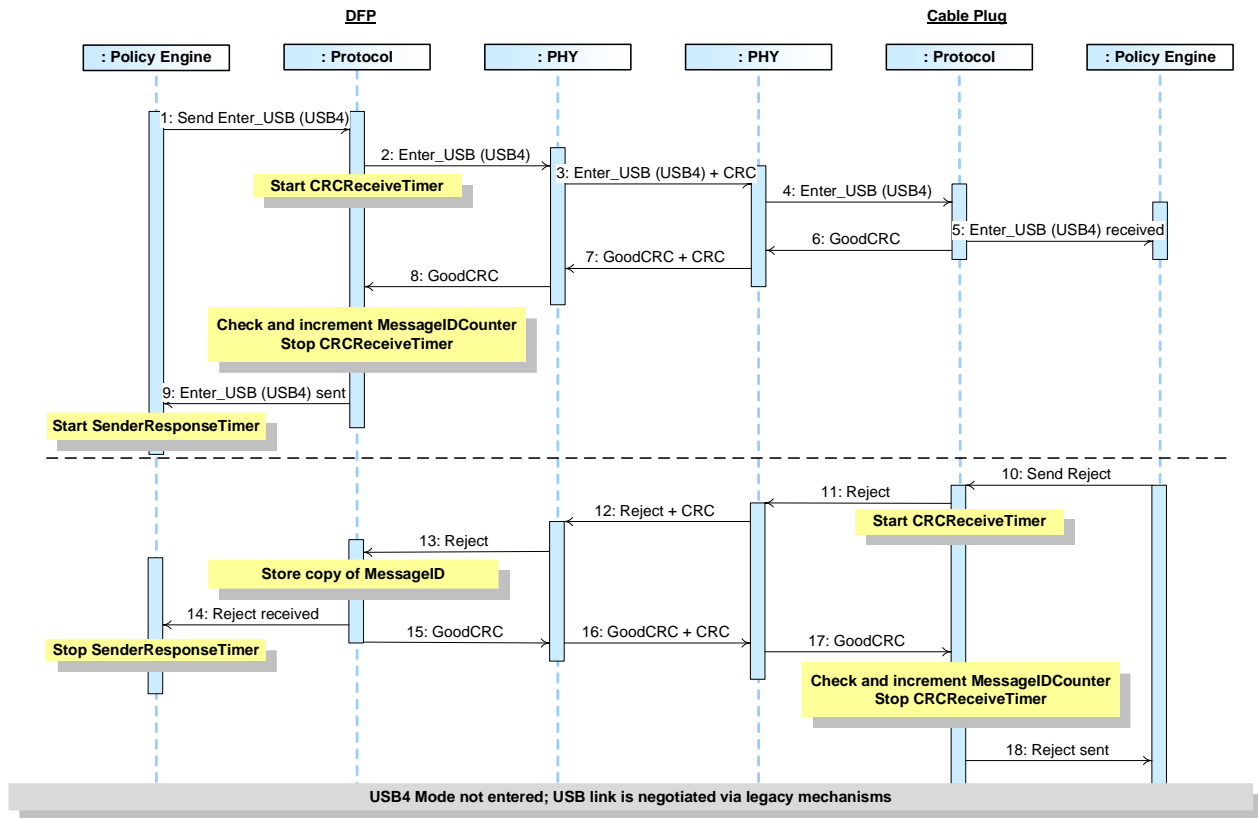 DFP
Cable Plug
: Policy Engine
: Protocol
: PHY
: PHY
: Protocol
: Policy Engine
1: Send Enter_USB (USB4)
2: Enter_USB (USB4)
3: Enter_USB (USB4) + CRC
Start CRCReceiveTimer
4: Enter_USB (USB4)
5: Enter_USB (USB4) received
6: GoodCRC
7: GoodCRC + CRC
8: GoodCRC
Check and increment MessageIDCounter
Stop CRCReceiveTimer
9: Enter_USB (USB4) sent
Start SenderResponseTimer
10: Send Reject
11: Reject
Start CRCReceiveTimer
12: Reject + CRC
13: Reject
Store copy of MessageID
14: Reject received
15: GoodCRC
16: GoodCRC + CRC
17: GoodCRC
Stop SenderResponseTimer
Check and increment MessageIDCounter
Stop CRCReceiveTimer
18: Reject sent
USB4 Mode not entered; USB link is negotiated via legacy mechanisms